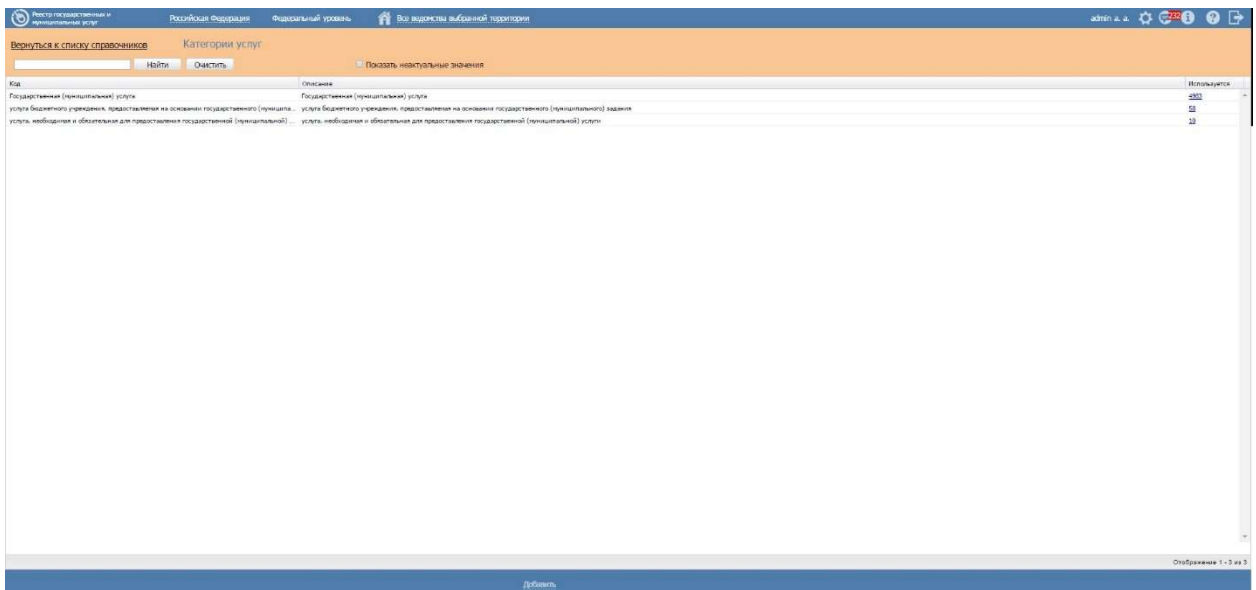 Реестр государственных и
муниципальных услуг
Российская Федерация Федеральный уровень Все ведомства выбранной территории admin a. a. 232
Вернуться к списку справочников Категории услуг
Найти Очистить Показать неактуальные значения
Код Описание Используется
Государственная (муниципальная) услуга Государственная (муниципальная) услуга 4983
услуга бюджетного учреждения, предоставляемая на основании государственного (муниципа... услуга бюджетного учреждения, предоставляемая на основании государственного (муниципального) задания 58
услуга, необходимая и обязательная для предоставления государственной (муниципальной) ... услуга, необходимая и обязательная для предоставления государственной (муниципальной) услуги
Отображение 1 - 3 из 3
Добавить